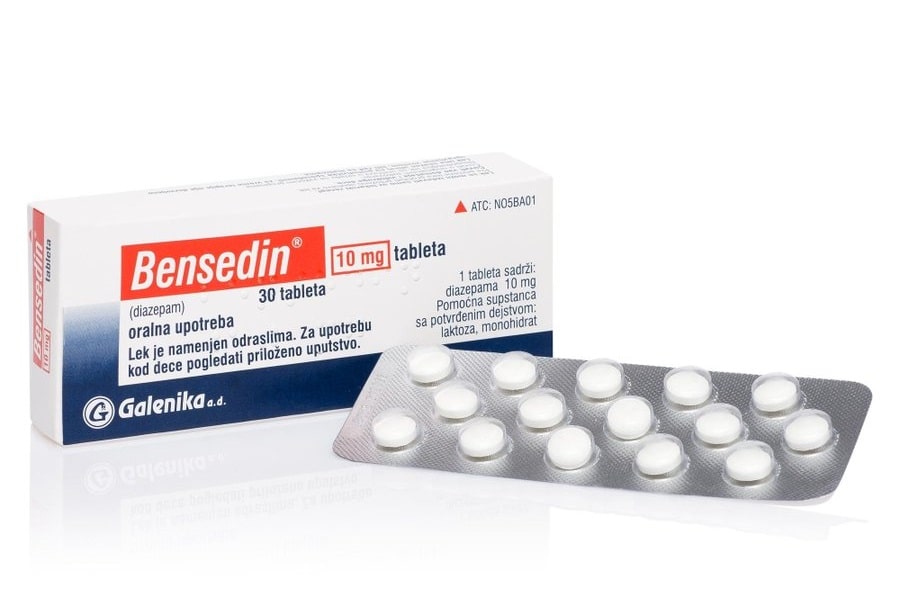 ATC: NO5BA01
Bensedin®
10 mg tableta
30 tableta
(diazepam)
oralna upotreba
Lek je namenjen odraslima. Za upotrebu
kod dece pogledati priloženo uputstvo.
1 tableta sadrži:
diazepama 10 mg
Pomoćna supstanca
sa potvrđenim dejstvom:
laktoza, monohidrat
G
Galenika a.d.
Bensedin
tableta
10 mg